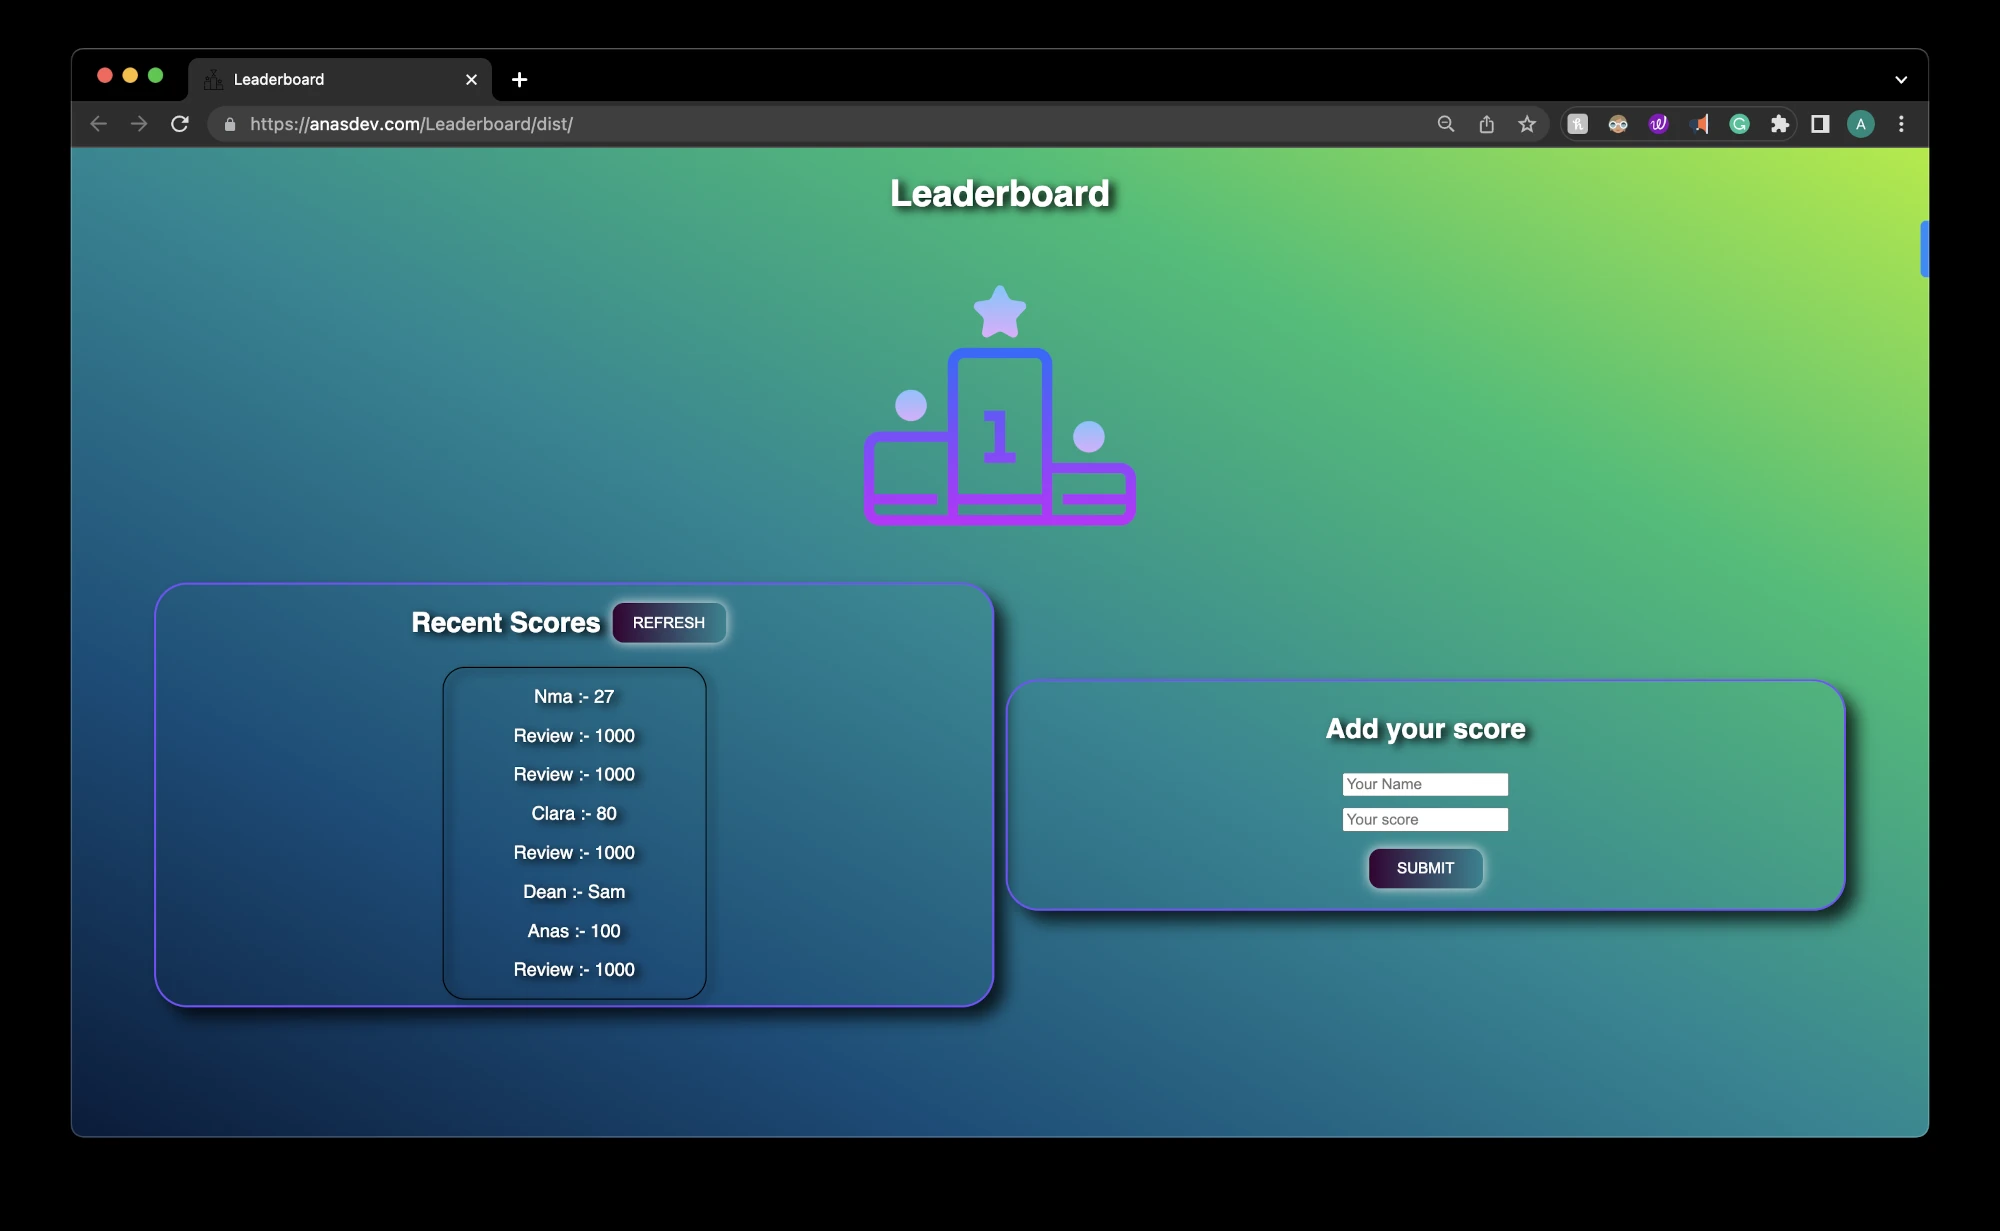 Leaderboard
https://anasdev.com/Leaderboard/dist/
A
Leaderboard
1
Recent Scores REFRESH
Nma :- 27
Review :- 1000
Review :- 1000
Clara :- 80
Review :- 1000
Dean :- Sam
Anas :- 100
Review :- 1000
Add your score
Your Name
Your score
SUBMIT